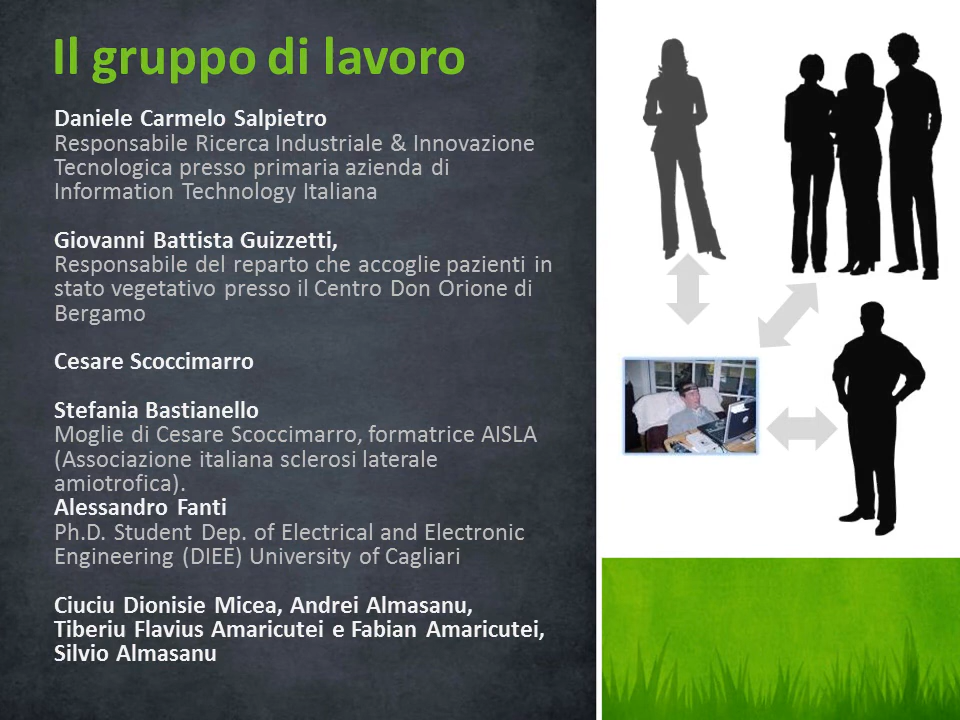 Il gruppo di lavoro
Daniele Carmelo Salpietro
Responsabile Ricerca Industriale & Innovazione
Tecnologica presso primaria azienda di
Information Technology Italiana
Giovanni Battista Guizzetti,
Responsabile del reparto che accoglie pazienti in
stato vegetativo presso il Centro Don Orione di
Bergamo
Cesare Scoccimarro
Stefania Bastianello
Moglie di Cesare Scoccimarro, formatrice AISLA
(Associazione italiana sclerosi laterale
amiotrofica).
Alessandro Fanti
Ph.D. Student Dep. of Electrical and Electronic
Engineering (DIEE) University of Cagliari
Ciuciu Dionisie Micea, Andrei Almasanu,
Tiberiu Flavius Amaricutei e Fabian Amaricutei,
Silvio Almasanu